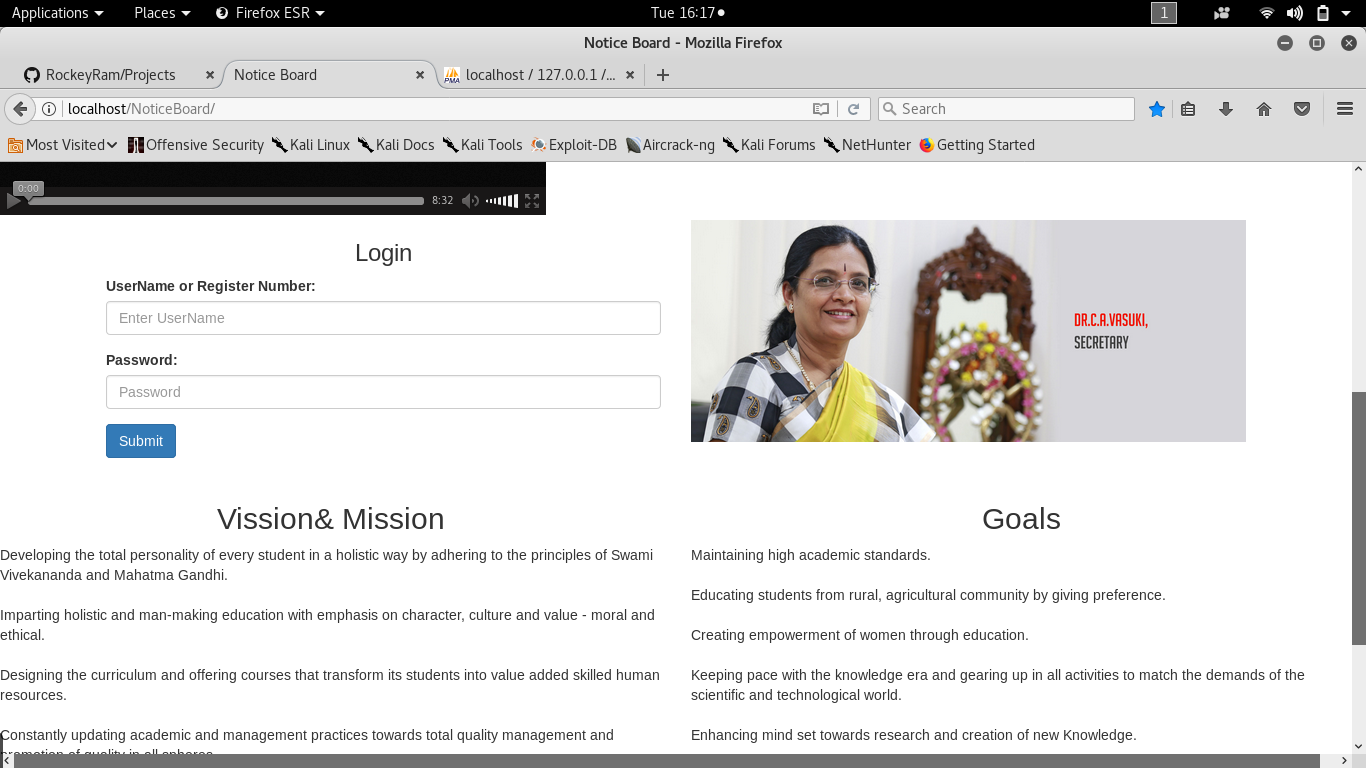 Applications Places Firefox ESR Tue 16:17 1
Notice Board - Mozilla Firefox
RockeyRam/Projects Notice Board PMA localhost / 127.0.0.1 /...
localhost/NoticeBoard/ Search
Most Visited Offensive Security Kali Linux Kali Docs Kali Tools Exploit-DB Aircrack-ng Kali Forums NetHunter Getting Started
0:00
8:32
Login
UserName or Register Number:
Enter UserName
Password:
Password
Submit
DR.C.A.VASUKI,
SECRETARY
Vission& Mission
Developing the total personality of every student in a holistic way by adhering to the principles of Swami
Vivekananda and Mahatma Gandhi.
Imparting holistic and man-making education with emphasis on character, culture and value - moral and
ethical.
Designing the curriculum and offering courses that transform its students into value added skilled human
resources.
Constantly updating academic and management practices towards total quality management and
promotion of quality in all spheres.
Goals
Maintaining high academic standards.
Educating students from rural, agricultural community by giving preference.
Creating empowerment of women through education.
Keeping pace with the knowledge era and gearing up in all activities to match the demands of the
scientific and technological world.
Enhancing mind set towards research and creation of new Knowledge.